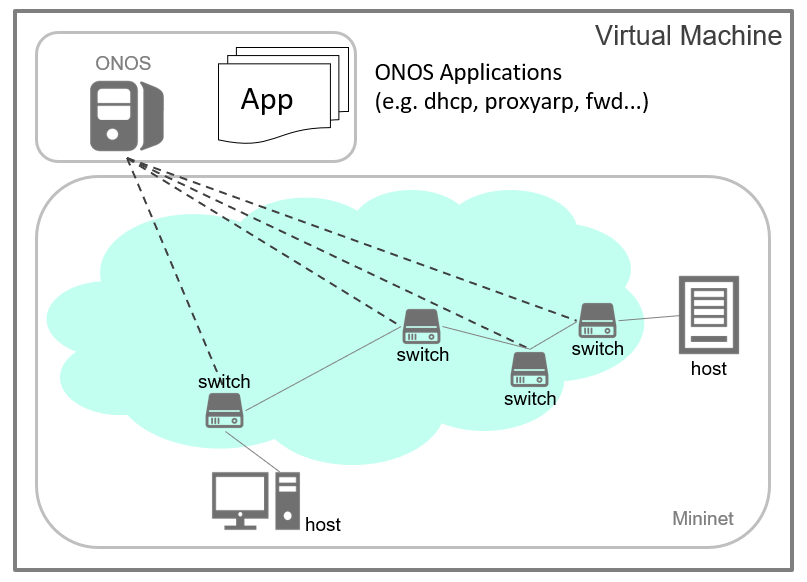 Virtual Machine
ONOS
App
ONOS Applications
(e.g. dhcp, proxyarp, fwd...)
switch
switch
switch
switch
host
host
Mininet